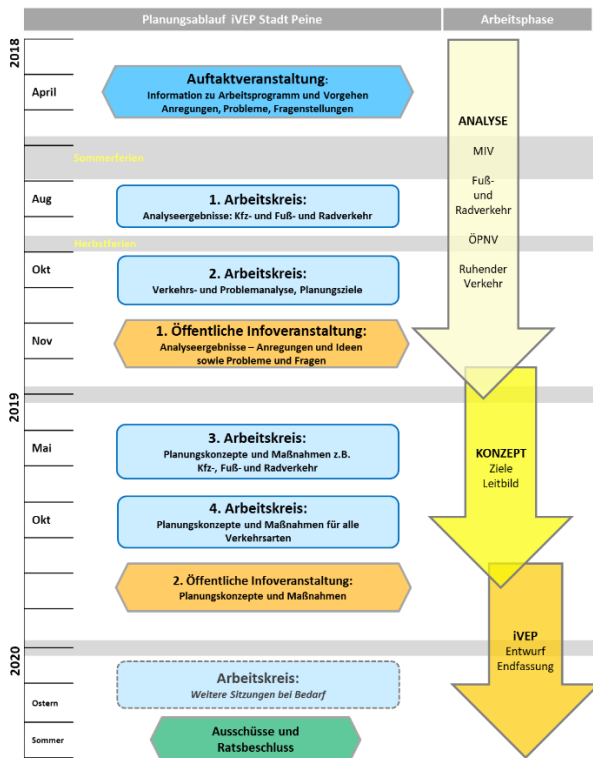 Planungsablauf iVEP Stadt Peine
Arbeitsphase
2018
April
Auftaktveranstaltung:
Information zu Arbeitsprogramm und Vorgehen
Anregungen, Probleme, Fragenstellungen
Sommerferien
Aug
1. Arbeitskreis:
Analyseergebnisse: Kfz- und Fuß- und Radverkehr
Herbstferien
Okt
2. Arbeitskreis:
Verkehrs- und Problemanalyse, Planungsziele
Nov
1. Öffentliche Infoveranstaltung:
Analyseergebnisse – Anregungen und Ideen
sowie Probleme und Fragen
2019
Mai
3. Arbeitskreis:
Planungskonzepte und Maßnahmen z.B.
Kfz-, Fuß- und Radverkehr
Okt
4. Arbeitskreis:
Planungskonzepte und Maßnahmen für alle
Verkehrsarten
2. Öffentliche Infoveranstaltung:
Planungskonzepte und Maßnahmen
2020
Arbeitskreis:
Weitere Sitzungen bei Bedarf
Ostern
Sommer
Ausschüsse und
Ratsbeschluss
ANALYSE
MIV
Fuß-
und
Radverkehr
ÖPNV
Ruhender
Verkehr
KONZEPT
Ziele
Leitbild
iVEP
Entwurf
Endfassung